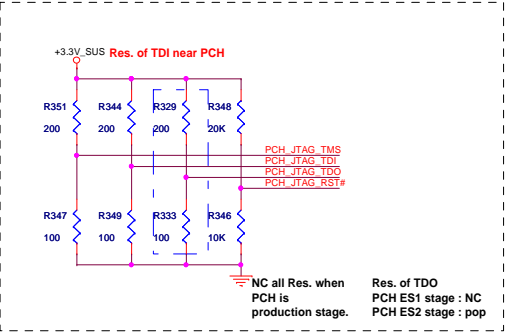 +3.3V_SUS Res. of TDI near PCH
R351 R344 R329 R348
200 200 200 20K
PCH_JTAG_TMS
PCH_JTAG_TDI
PCH_JTAG_TDO
PCH_JTAG_RST#
R347 R349 R333 R346
100 100 100 10K
NC all Res. when
PCH is
production stage.
Res. of TDO
PCH ES1 stage : NC
PCH ES2 stage : pop